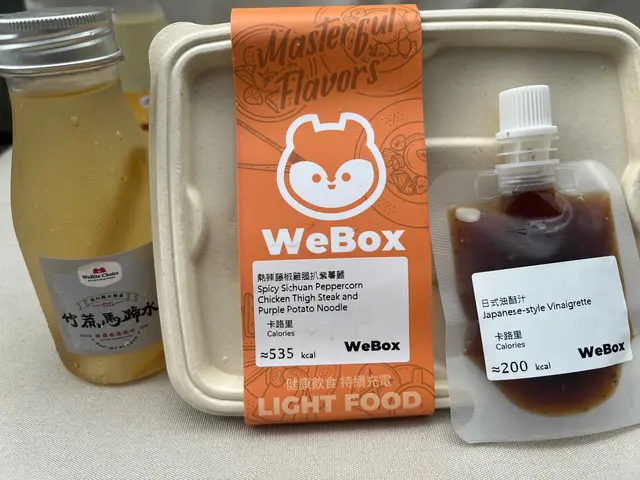 Masterful
Flavors
WeBox
熱辣藤椒雞腿扒紫薯麵
Spicy Sichuan Peppercorn
Chicken Thigh Steak and
Purple Potato Noodle
卡路里
Calories
≈535 kcal
WeBox
健康飲食 持續充電
LIGHT FOOD
WeBite Choice
竹蔗馬蹄水
日式油醋汁
Japanese-style Vinaigrette
卡路里
Calories
≈200 kcal
WeBox